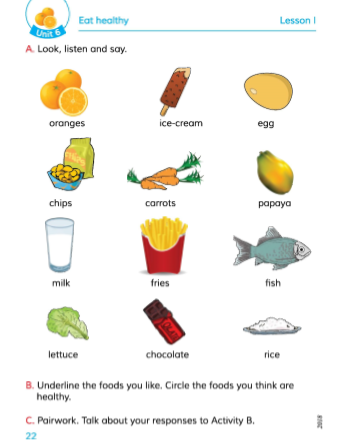 Unit 6
Eat healthy
Lesson I
A. Look, listen and say.
oranges ice-cream egg
chips carrots papaya
milk fries fish
lettuce chocolate rice
B. Underline the foods you like. Circle the foods you think are
healthy.
C. Pairwork. Talk about your responses to Activity B.
22